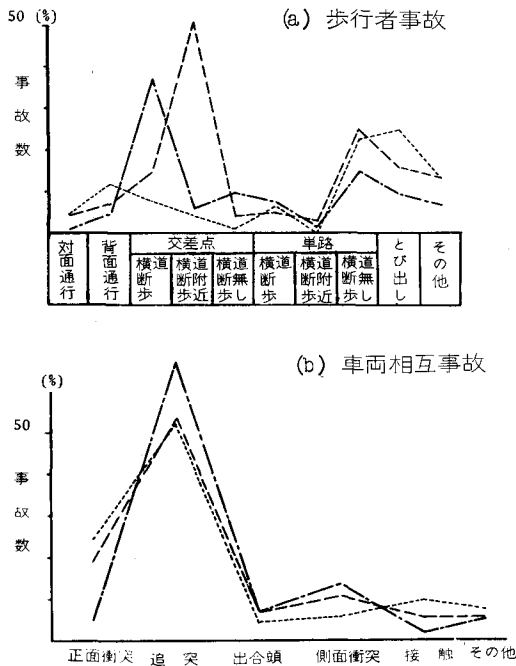 50 (%)
(a) 歩行者事故
事故数
対面通行
背面通行
交差点
単路
横断歩道
横断歩道附近
横断歩道無し
横断歩道
横断歩道附近
横断歩道無し
とび出し
その他
(%)
(b) 車両相互事故
50
事故数
正面衝突 追突 出合頭 側面衝突 接触 その他